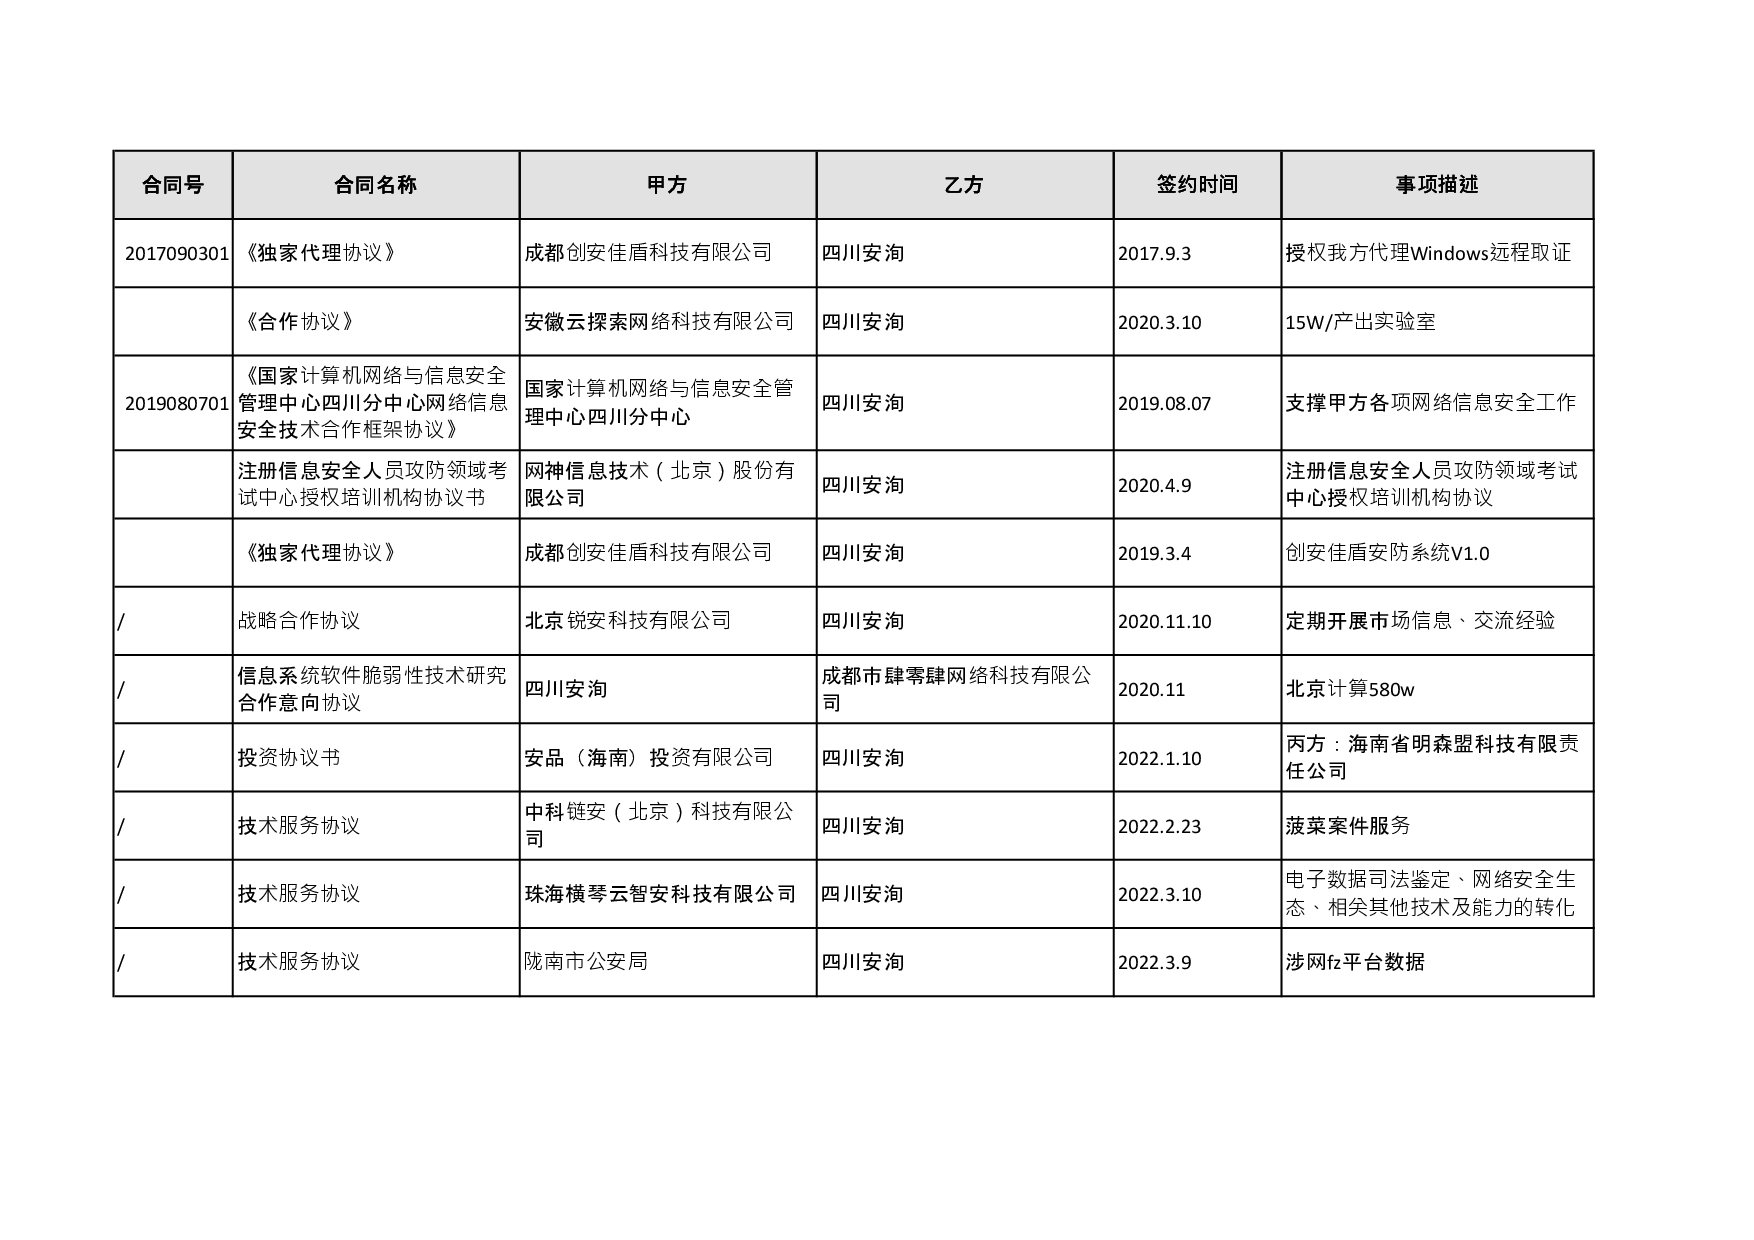 合同号 合同名称 甲方 乙方 签约时间 事项描述
2017090301 《独家代理协议》 成都创安佳盾科技有限公司 四川安洵 2017.9.3 授权我方代理Windows远程取证
《合作协议》 安徽云探索网络科技有限公司 四川安洵 2020.3.10 15W/产出实验室
2019080701
《国家计算机网络与信息安全
管理中心四川分中心网络信息
安全技术合作框架协议》
国家计算机网络与信息安全管
理中心四川分中心
四川安洵
2019.08.07
支撑甲方各项网络信息安全工作
注册信息安全人员攻防领域考
试中心授权培训机构协议书
网神信息技术（北京）股份有
限公司
四川安洵
2020.4.9
注册信息安全人员攻防领域考试
中心授权培训机构协议
《独家代理协议》 成都创安佳盾科技有限公司 四川安洵 2019.3.4 创安佳盾安防系统V1.0
/ 战略合作协议 北京锐安科技有限公司 四川安洵 2020.11.10 定期开展市场信息、交流经验
/
信息系统软件脆弱性技术研究
合作意向协议
四川安洵
成都市肆零肆网络科技有限公
司
2020.11
北京计算580w
/
投资协议书
安品（海南）投资有限公司
四川安洵
2022.1.10
丙方：海南省明森盟科技有限责
任公司
/
技术服务协议
中科链安（北京）科技有限公
司
四川安洵
2022.2.23
菠菜案件服务
/
技术服务协议
珠海横琴云智安科技有限公司
四川安洵
2022.3.10
电子数据司法鉴定、网络安全生
态、相关其他技术及能力的转化
/ 技术服务协议 陇南市公安局 四川安洵 2022.3.9 涉网fz平台数据